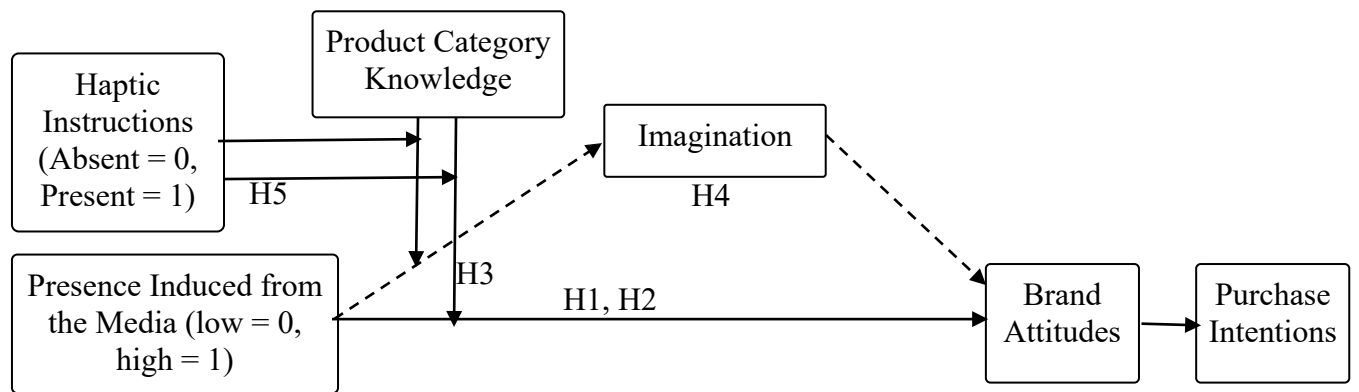 Product Category
Knowledge
Haptic
Instructions
(Absent = 0,
Present = 1)
H5
Imagination
H4
Presence Induced from
the Media (low = 0,
high = 1)
H3
H1, H2
Brand
Attitudes
Purchase
Intentions